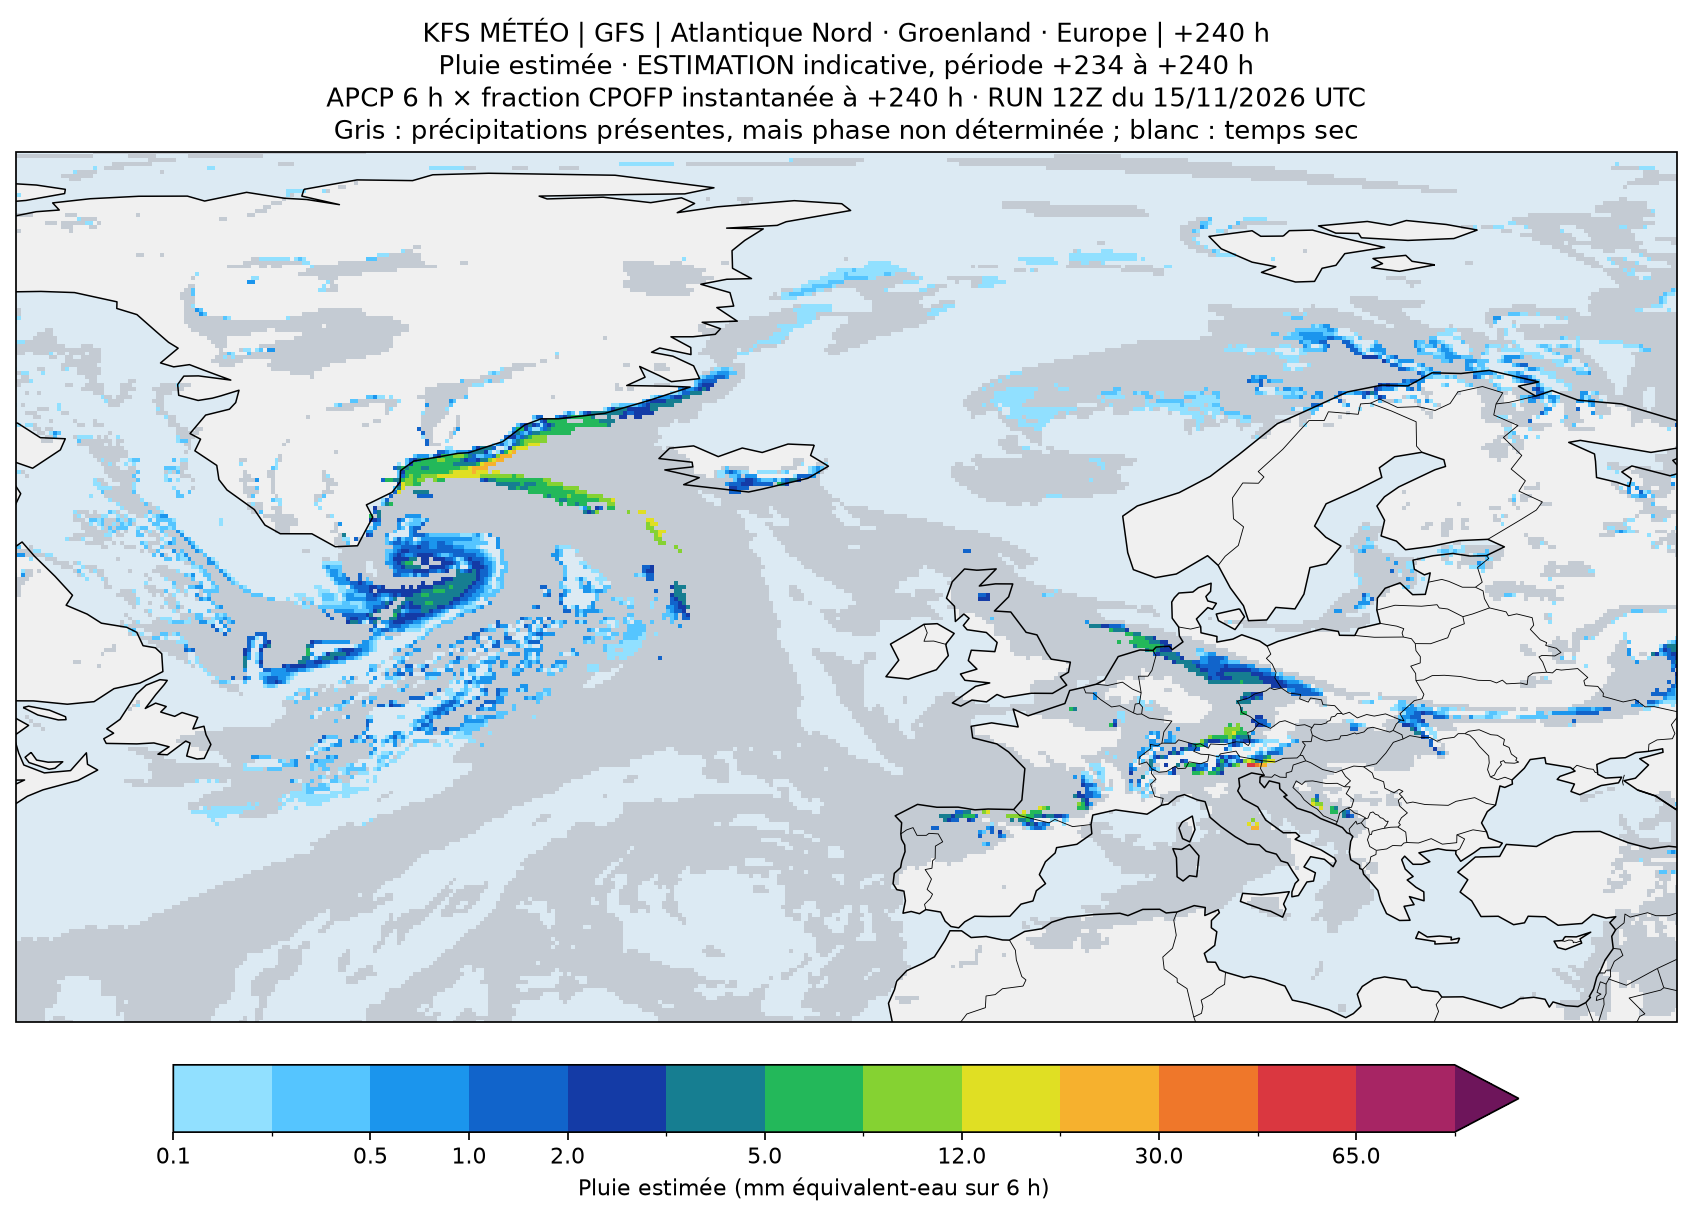 KFS MÉTÉO | GFS | Atlantique Nord · Groenland · Europe | +240 h
Pluie estimée · ESTIMATION indicative, période +234 à +240 h
APCP 6 h × fraction CPOFP instantanée à +240 h · RUN 12Z du 15/11/2026 UTC
Gris : précipitations présentes, mais phase non déterminée ; blanc : temps sec
0.1 0.5 1.0 2.0 5.0 12.0 30.0 65.0
Pluie estimée (mm équivalent-eau sur 6 h)